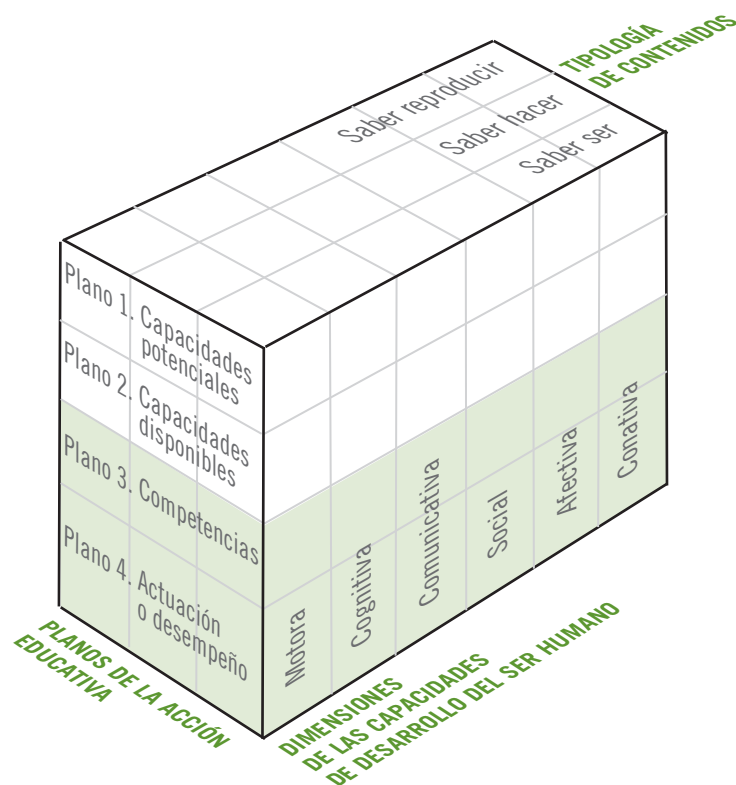 TIPOLOGÍA
DE CONTENIDOS
Saber reproducir
Saber hacer
Saber ser
Plano 1. Capacidades
potenciales
Plano 2. Capacidades
disponibles
Plano 3. Competencias
Plano 4. Actuación
o desempeño
Motora
Cognitiva
Comunicativa
Social
Afectiva
Conativa
PLANOS DE LA ACCIÓN
EDUCATIVA
DIMENSIONES
DE LAS CAPACIDADES
DE DESARROLLO DEL SER HUMANO